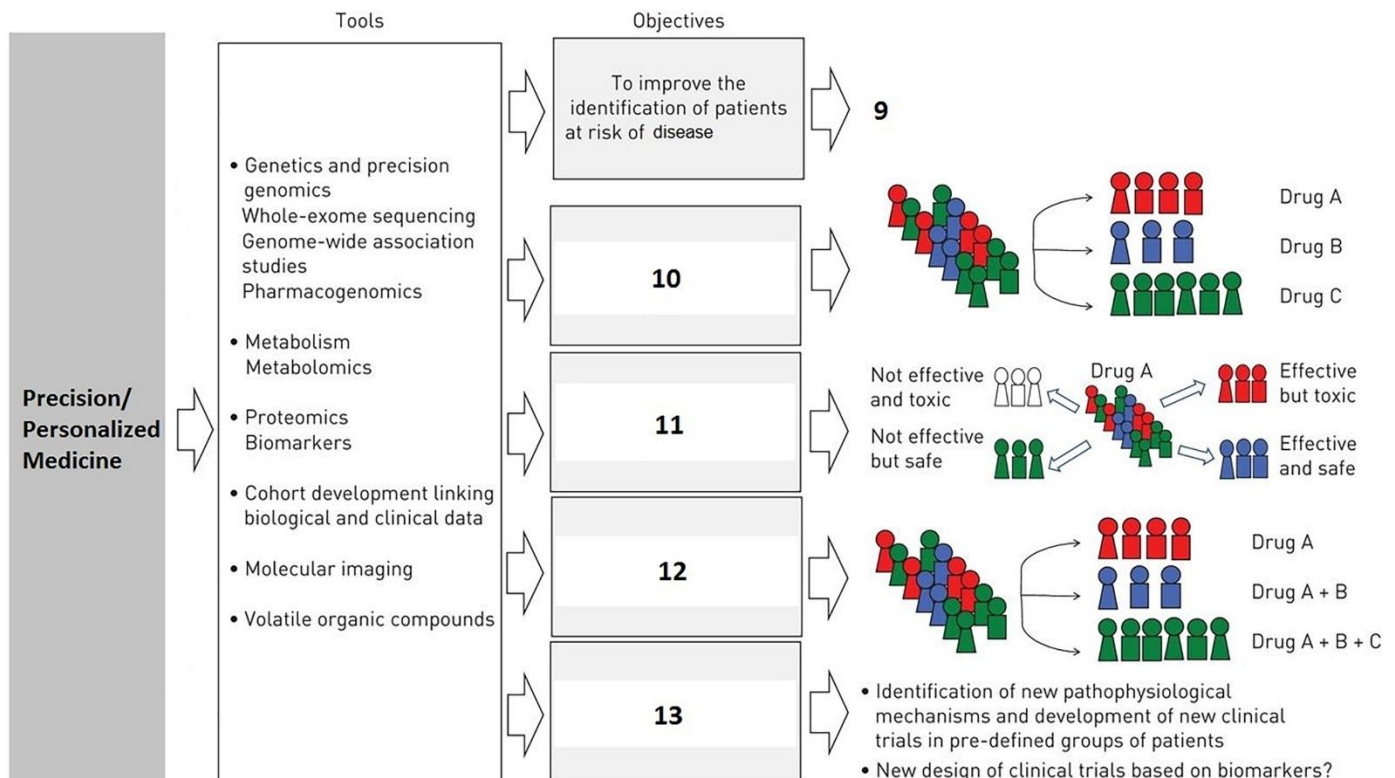 Tools
Objectives
Precision/
Personalized
Medicine
• Genetics and precision
genomics
Whole-exome sequencing
Genome-wide association
studies
Pharmacogenomics
• Metabolism
Metabolomics
• Proteomics
Biomarkers
• Cohort development linking
biological and clinical data
• Molecular imaging
• Volatile organic compounds
To improve the
identification of patients
at risk of disease
9
10
Drug A
Drug B
Drug C
11
Not effective
and toxic
Drug A
Effective
but toxic
Not effective
but safe
Effective
and safe
12
Drug A
Drug A + B
Drug A + B + C
13
• Identification of new pathophysiological
mechanisms and development of new clinical
trials in pre-defined groups of patients
• New design of clinical trials based on biomarkers?